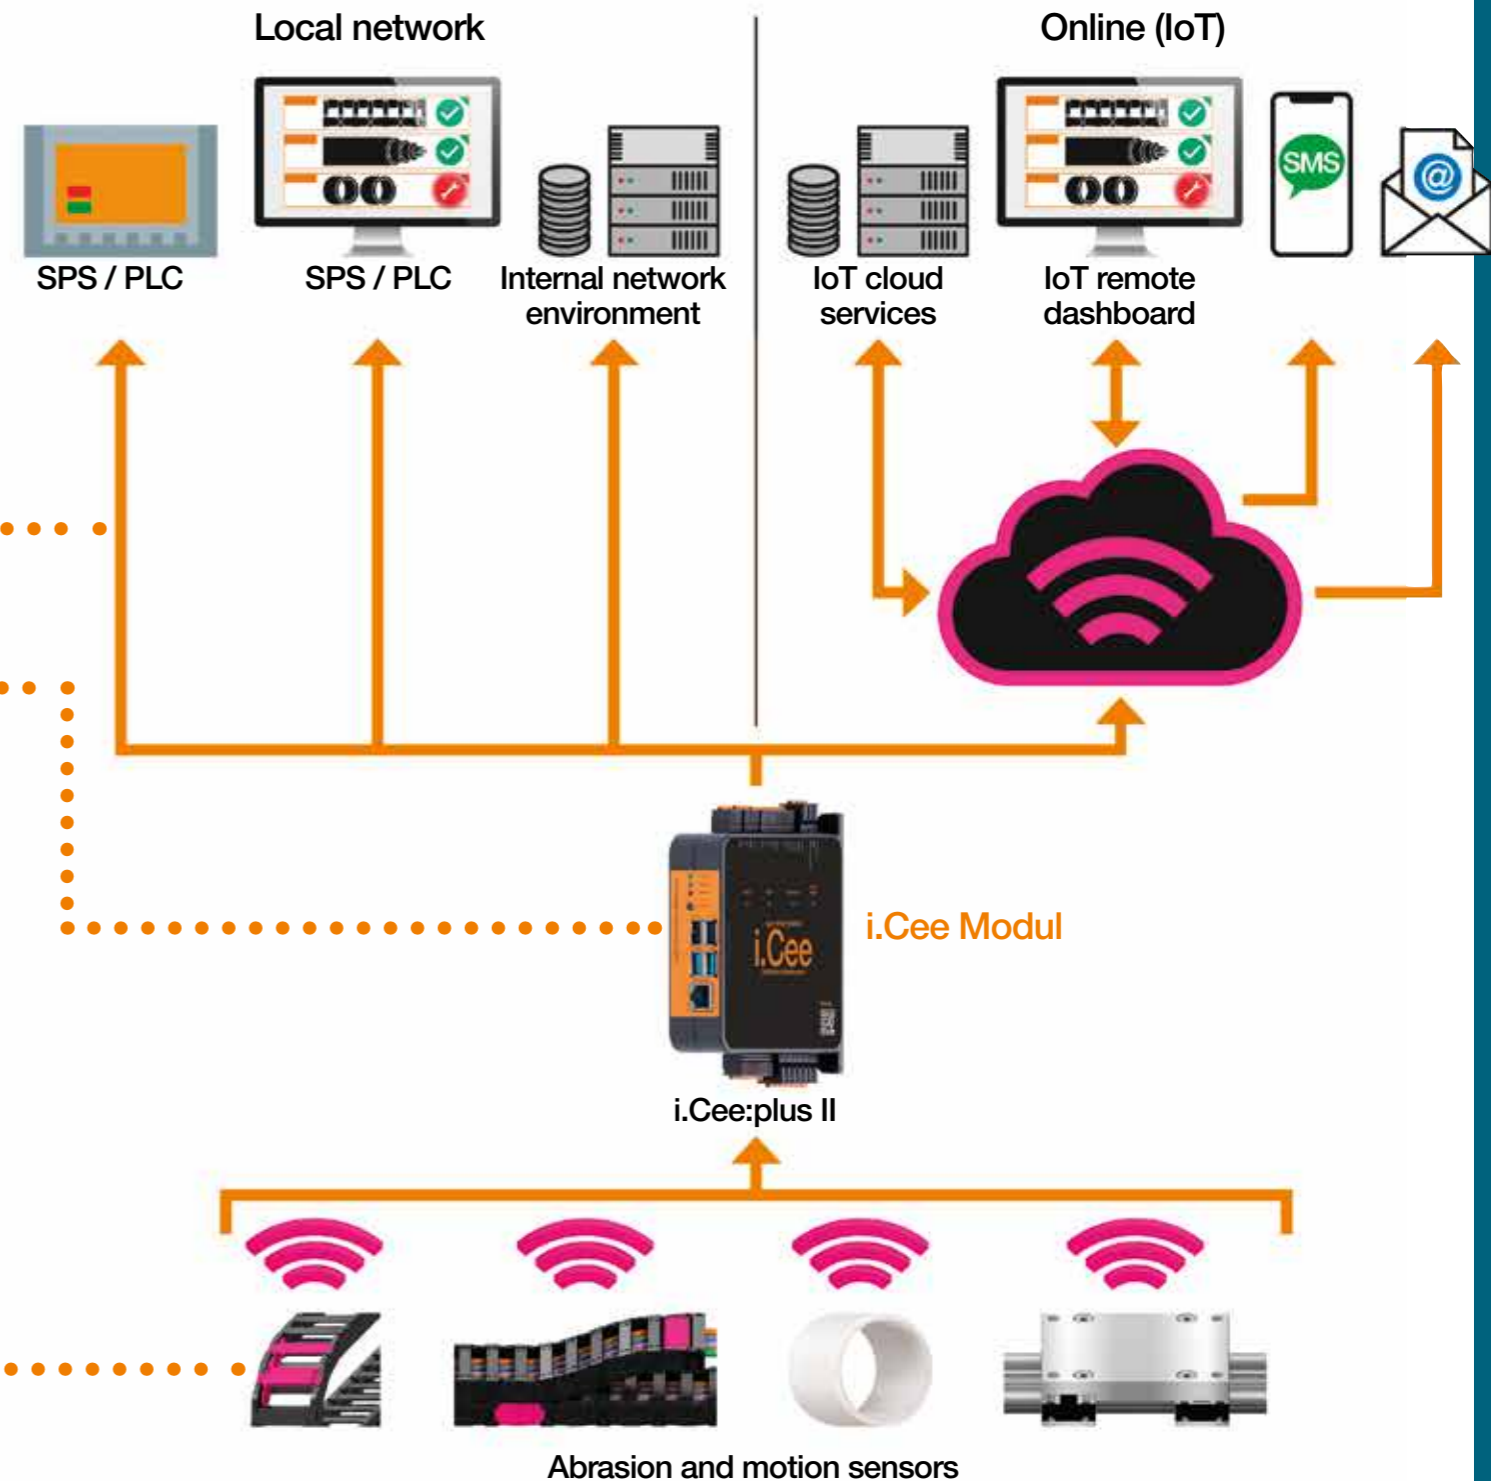 Local network
Online (IoT)
SMS
@
SPS / PLC
SPS / PLC
Internal network
environment
IoT cloud
services
IoT remote
dashboard
i.Cee
i.Cee Modul
i.Cee:plus II
Abrasion and motion sensors